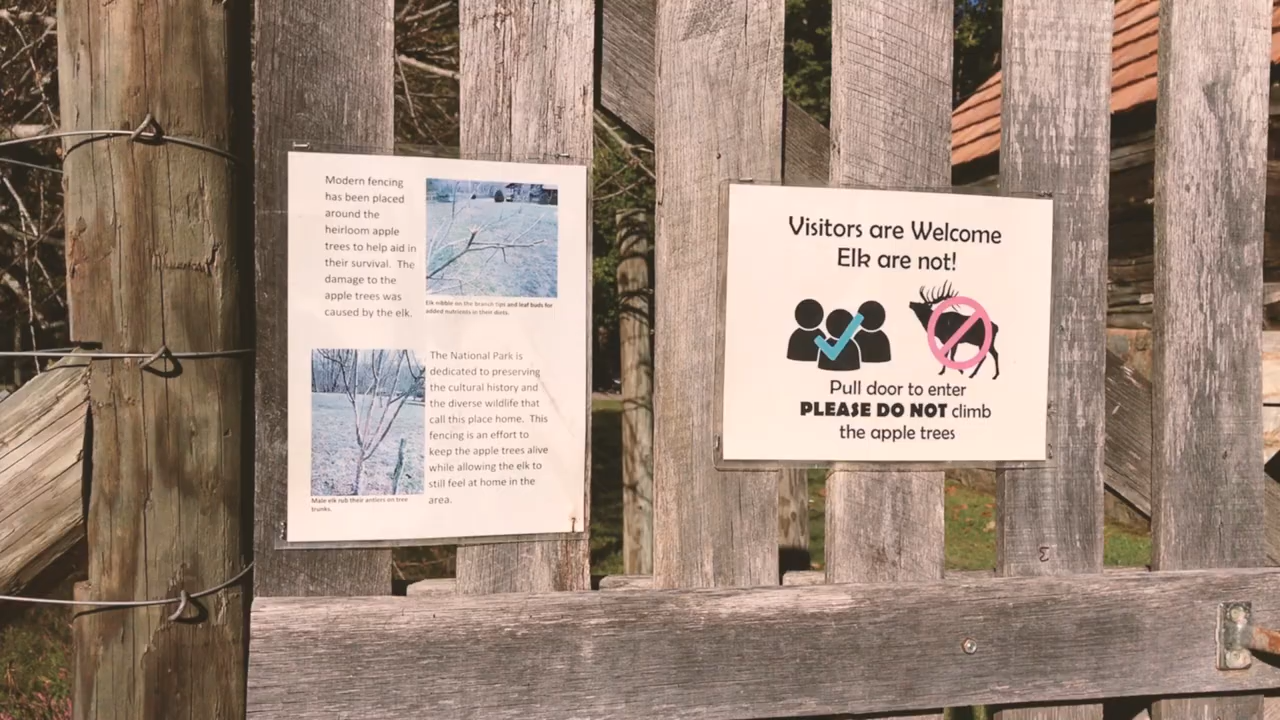 Modern fencing
has been placed
around the
heirloom apple
trees to help aid in
their survival. The
damage to the
apple trees was
caused by the elk.
Elk nibble on the branch tips and leaf buds for
added nutrients in their diets.
The National Park is
dedicated to preserving
the cultural history and
the diverse wildlife that
call this place home. This
fencing is an effort to
keep the apple trees alive
while allowing the elk to
still feel at home in the
area.
Male elk rub their antlers on tree
trunks.
Visitors are Welcome
Elk are not!
Pull door to enter
PLEASE DO NOT climb
the apple trees